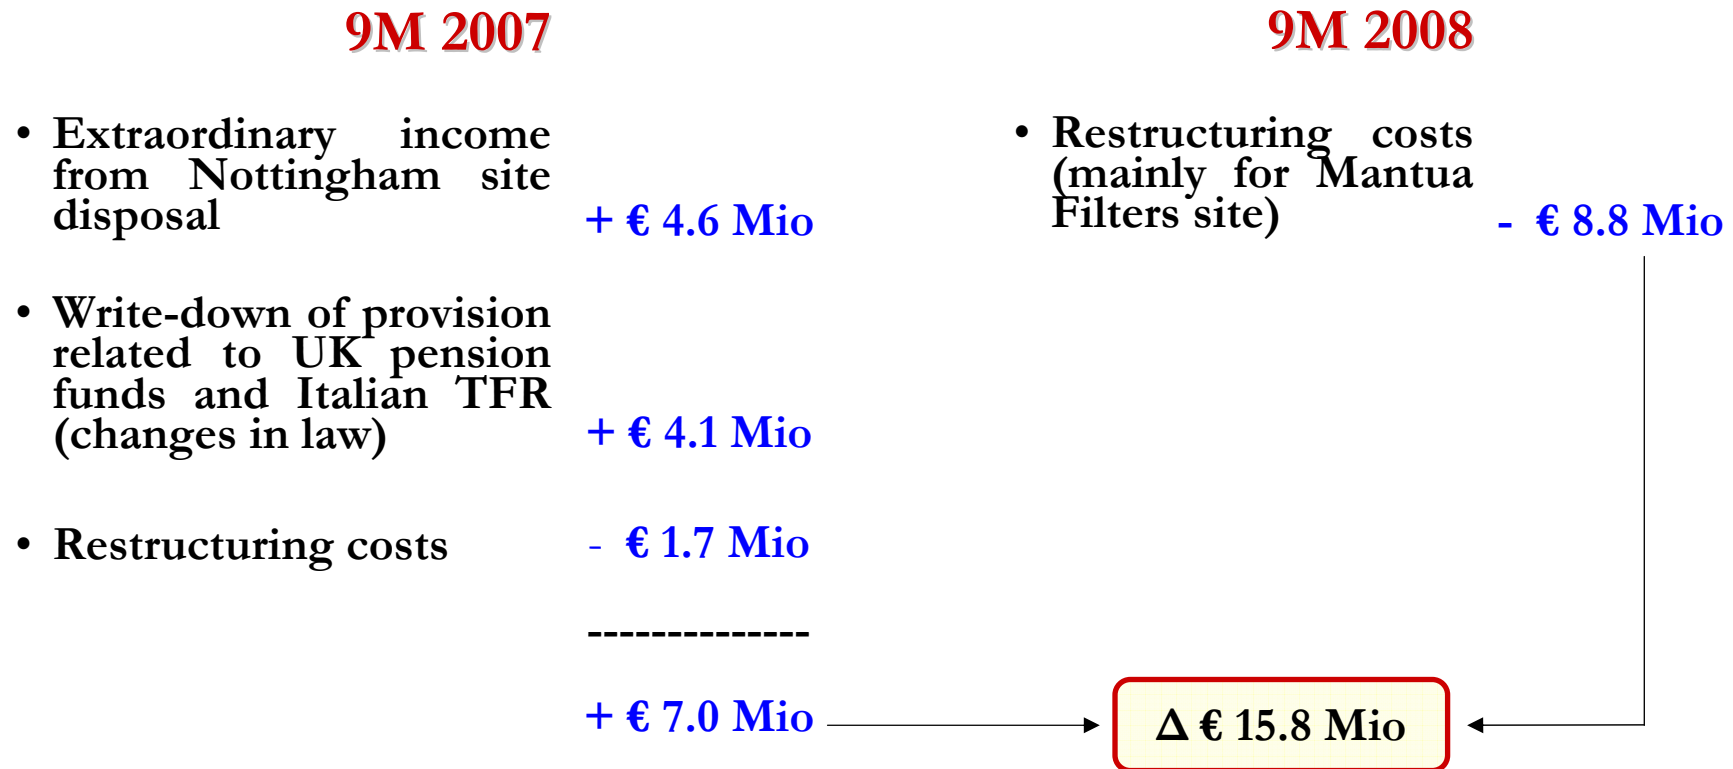 9M 2007
• Extraordinary income
from Nottingham site
disposal
+ € 4.6 Mio
• Write-down of provision
related to UK pension
funds and Italian TFR
(changes in law)
+ € 4.1 Mio
• Restructuring costs
- € 1.7 Mio
--------------
+ € 7.0 Mio
9M 2008
• Restructuring costs
(mainly for Mantua
Filters site)
- € 8.8 Mio
Δ € 15.8 Mio